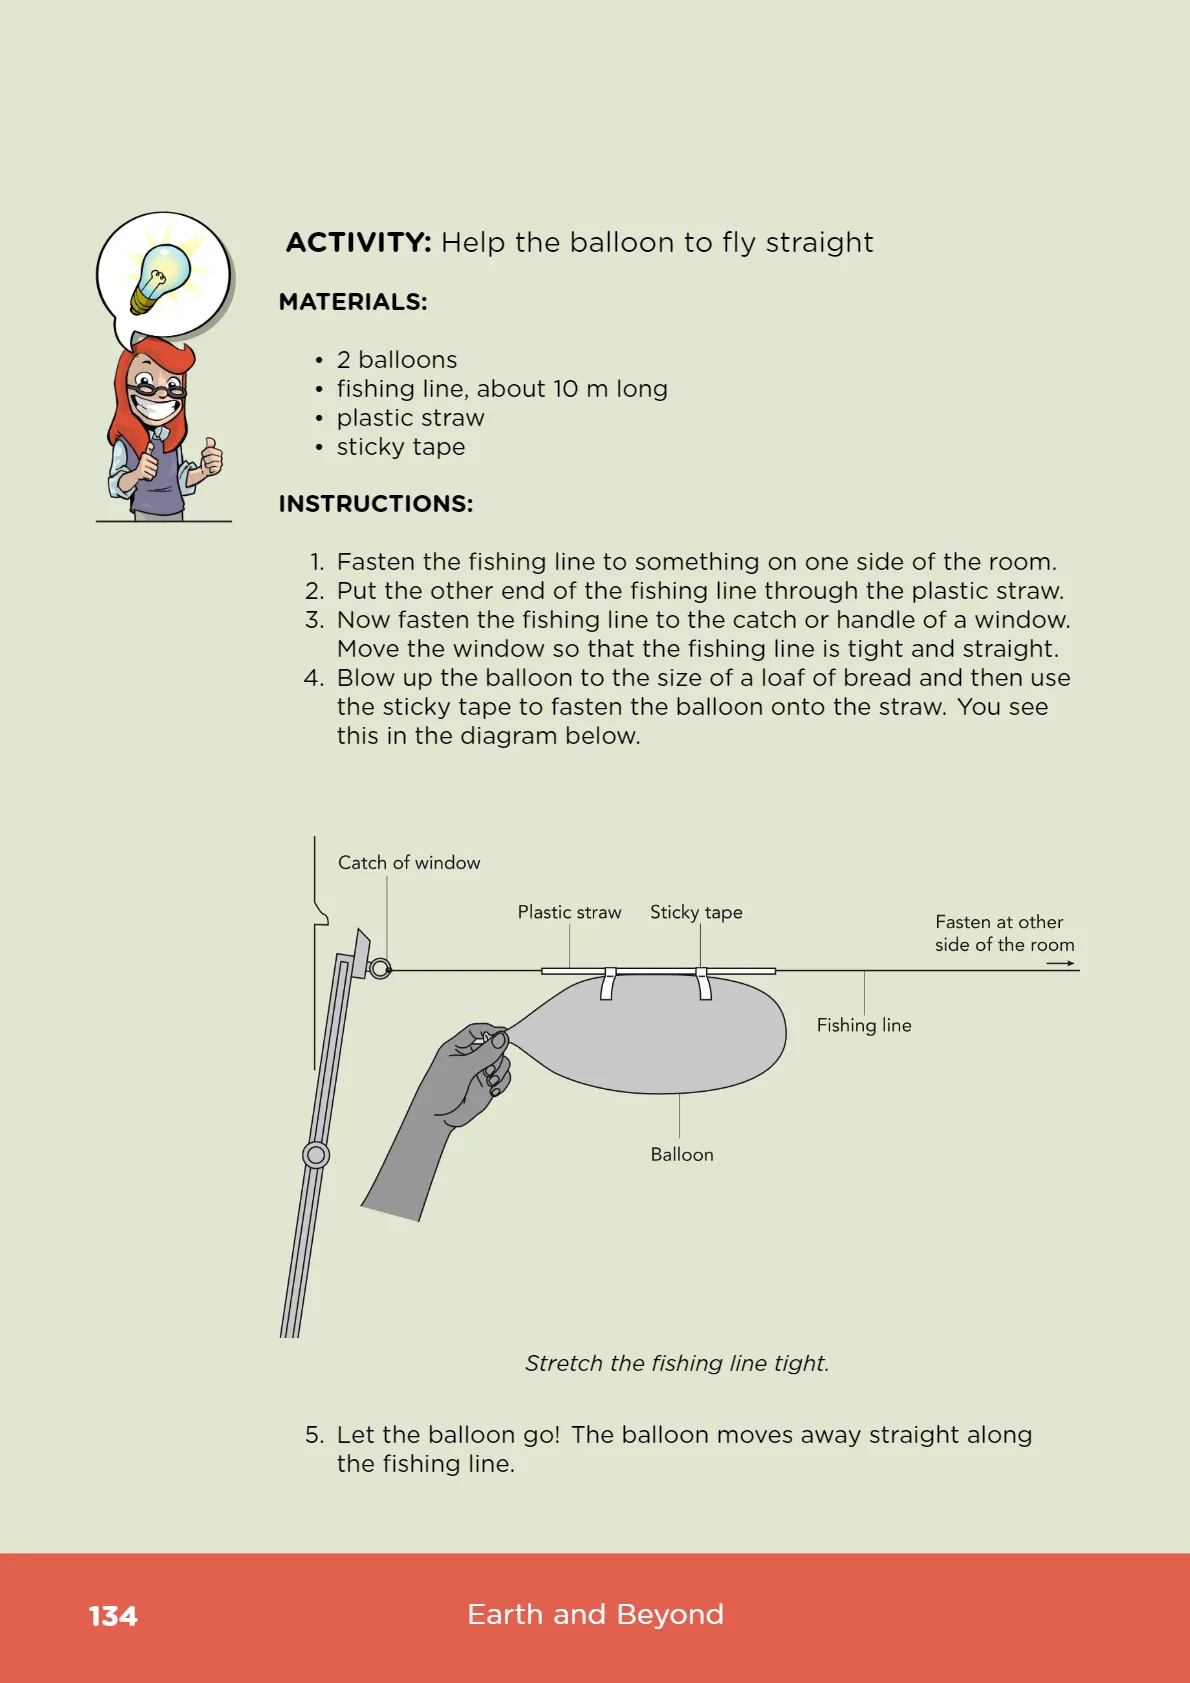 ACTIVITY: Help the balloon to fly straight
MATERIALS:
• 2 balloons
• fishing line, about 10 m long
• plastic straw
• sticky tape
INSTRUCTIONS:
1. Fasten the fishing line to something on one side of the room.
2. Put the other end of the fishing line through the plastic straw.
3. Now fasten the fishing line to the catch or handle of a window.
Move the window so that the fishing line is tight and straight.
4. Blow up the balloon to the size of a loaf of bread and then use
the sticky tape to fasten the balloon onto the straw. You see
this in the diagram below.
Catch of window
Plastic straw
Sticky tape
Fasten at other
side of the room
Fishing line
Balloon
Stretch the fishing line tight.
5. Let the balloon go! The balloon moves away straight along
the fishing line.
134
Earth and Beyond